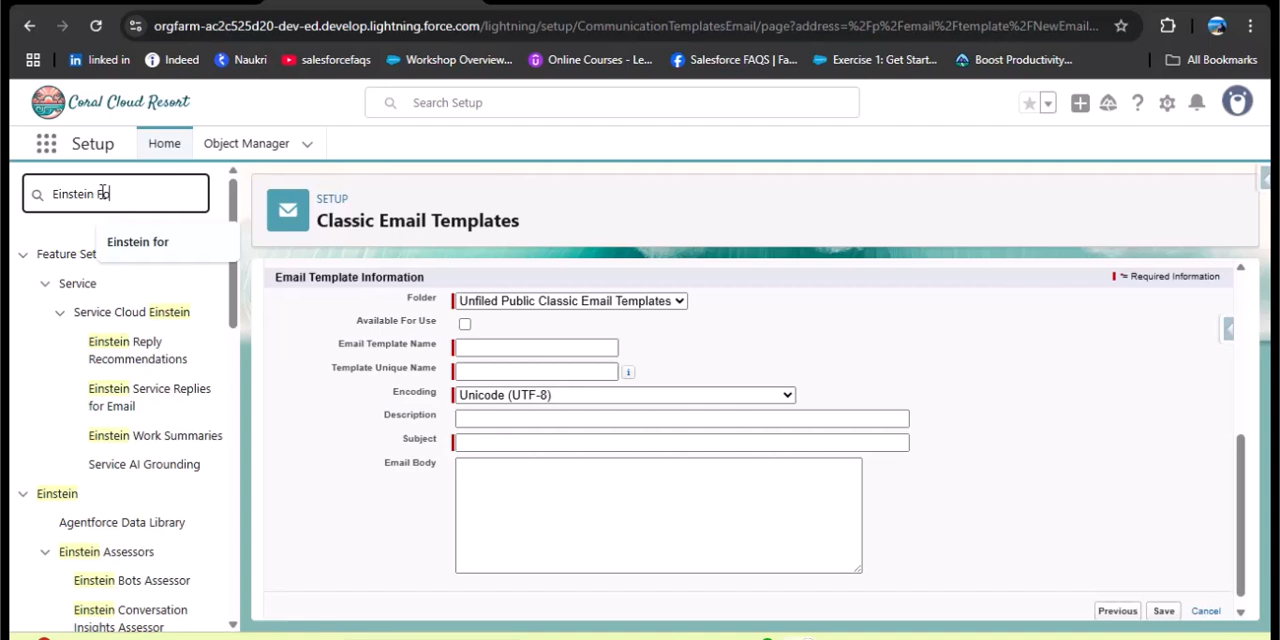 orgfarm-ac2c525d20-dev-ed.develop.lightning.force.com/lightning/setup/CommunicationTemplatesEmail/page?address=%2Fp%2Femail%2Ftemplate%2FNewEmail...
linked in Indeed Naukri salesforcefaqs Workshop Overview... Online Courses - Le... Salesforce FAQS | Fa... Exercise 1: Get Start... Boost Productivity... All Bookmarks
Coral Cloud Resort
Search Setup
Setup Home Object Manager
Einstein Fo
Einstein for
Feature Set
Service
Service Cloud Einstein
Einstein Reply
Recommendations
Einstein Service Replies
for Email
Einstein Work Summaries
Service AI Grounding
Einstein
Agentforce Data Library
Einstein Assessors
Einstein Bots Assessor
Einstein Conversation
Insights Assessor
SETUP
Classic Email Templates
Email Template Information
= Required Information
Folder Unfiled Public Classic Email Templates
Available For Use
Email Template Name
Template Unique Name i
Encoding Unicode (UTF-8)
Description
Subject
Email Body
Previous Save Cancel